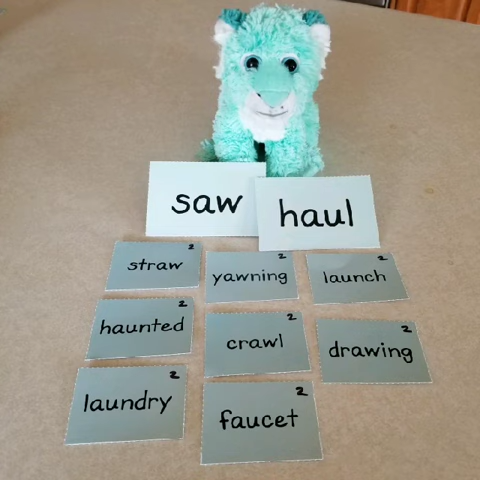 saw
haul
2
straw
2
yawning
2
launch
2
haunted
2
crawl
2
drawing
2
laundry
2
faucet